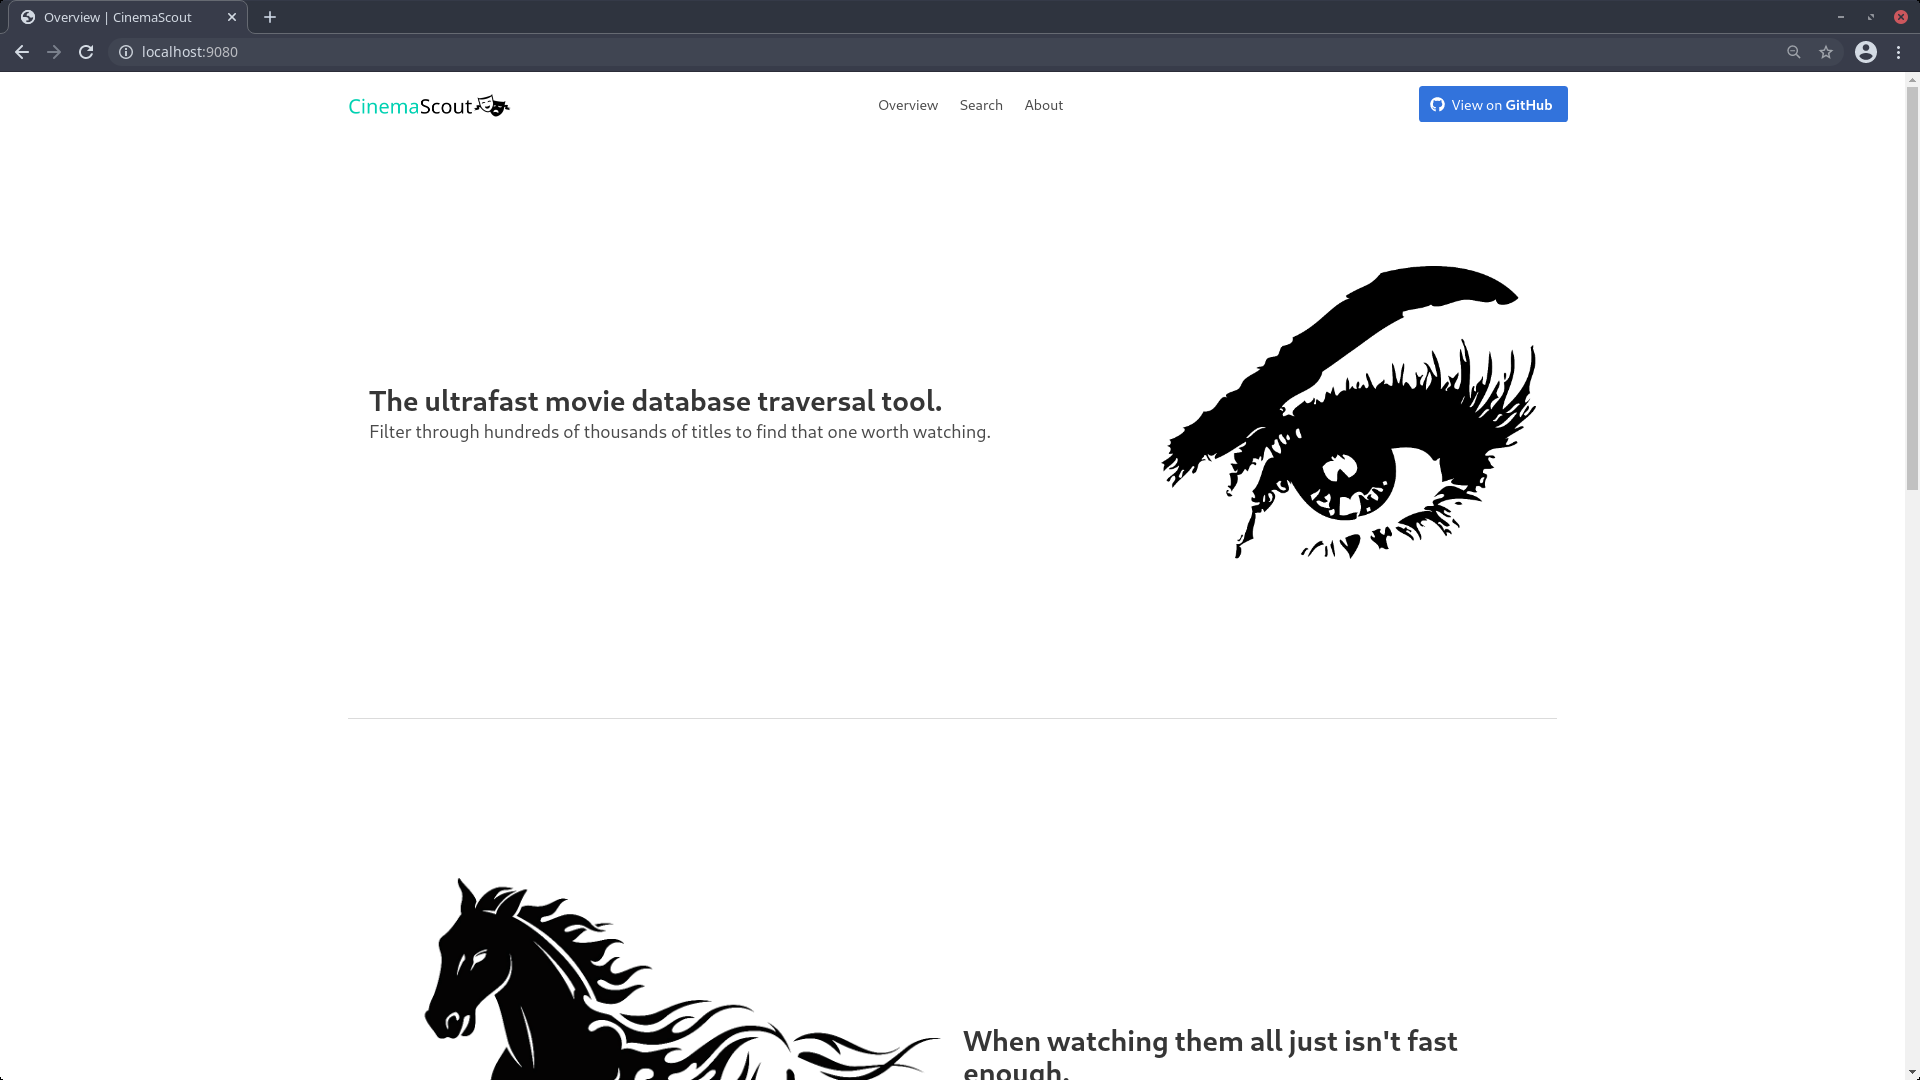 Overview | CinemaScout
localhost:9080
CinemaScout
Overview Search About
View on GitHub
The ultrafast movie database traversal tool.
Filter through hundreds of thousands of titles to find that one worth watching.
When watching them all just isn't fast
enough.